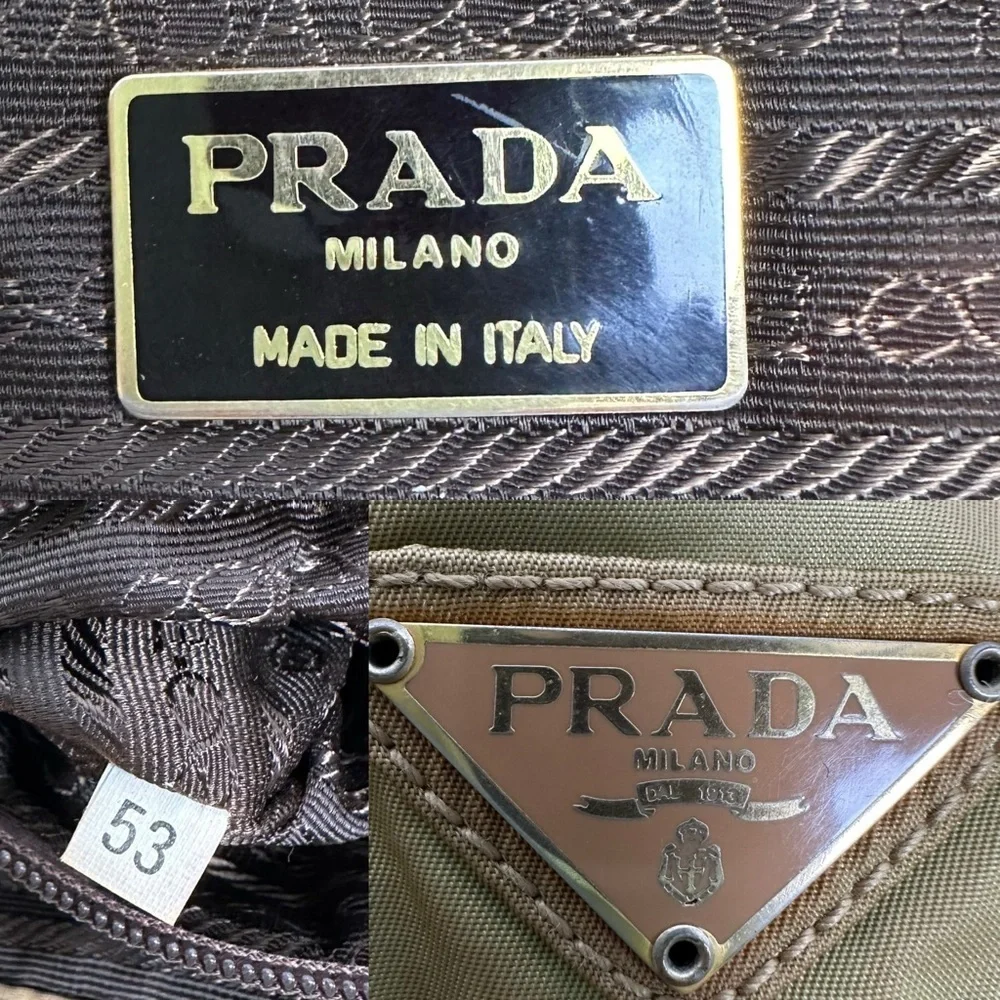 PRADA
MILANO
MADE IN ITALY
53
PRADA
MILANO
DAL 1913